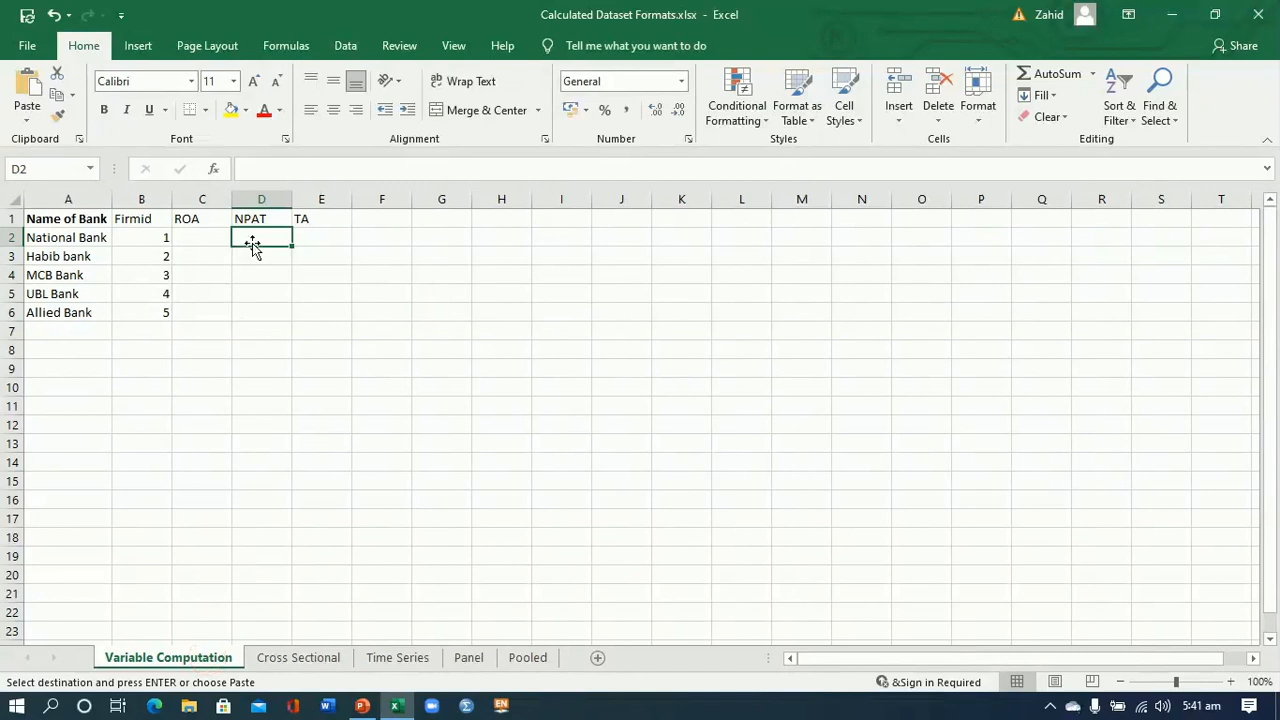 Calculated Dataset Formats.xlsx - Excel
Zahid
File Home Insert Page Layout Formulas Data Review View Help Tell me what you want to do Share
Paste
Clipboard
Calibri 11
B I U
Font
Wrap Text
Merge & Center
Alignment
General
Number
Conditional Formatting
Format as Table
Cell Styles
Styles
Insert Delete Format
Cells
AutoSum
Fill
Clear
Sort & Filter
Find & Select
Editing
D2 fx
A B C D E F G H I J K L M N O P Q R S T
1 Name of Bank Firmid ROA NPAT TA
2 National Bank 1
3 Habib bank 2
4 MCB Bank 3
5 UBL Bank 4
6 Allied Bank 5
7
8
9
10
11
12
13
14
15
16
17
18
19
20
21
22
23
Variable Computation Cross Sectional Time Series Panel Pooled
Select destination and press ENTER or choose Paste &Sign in Required 100%
5:41 am